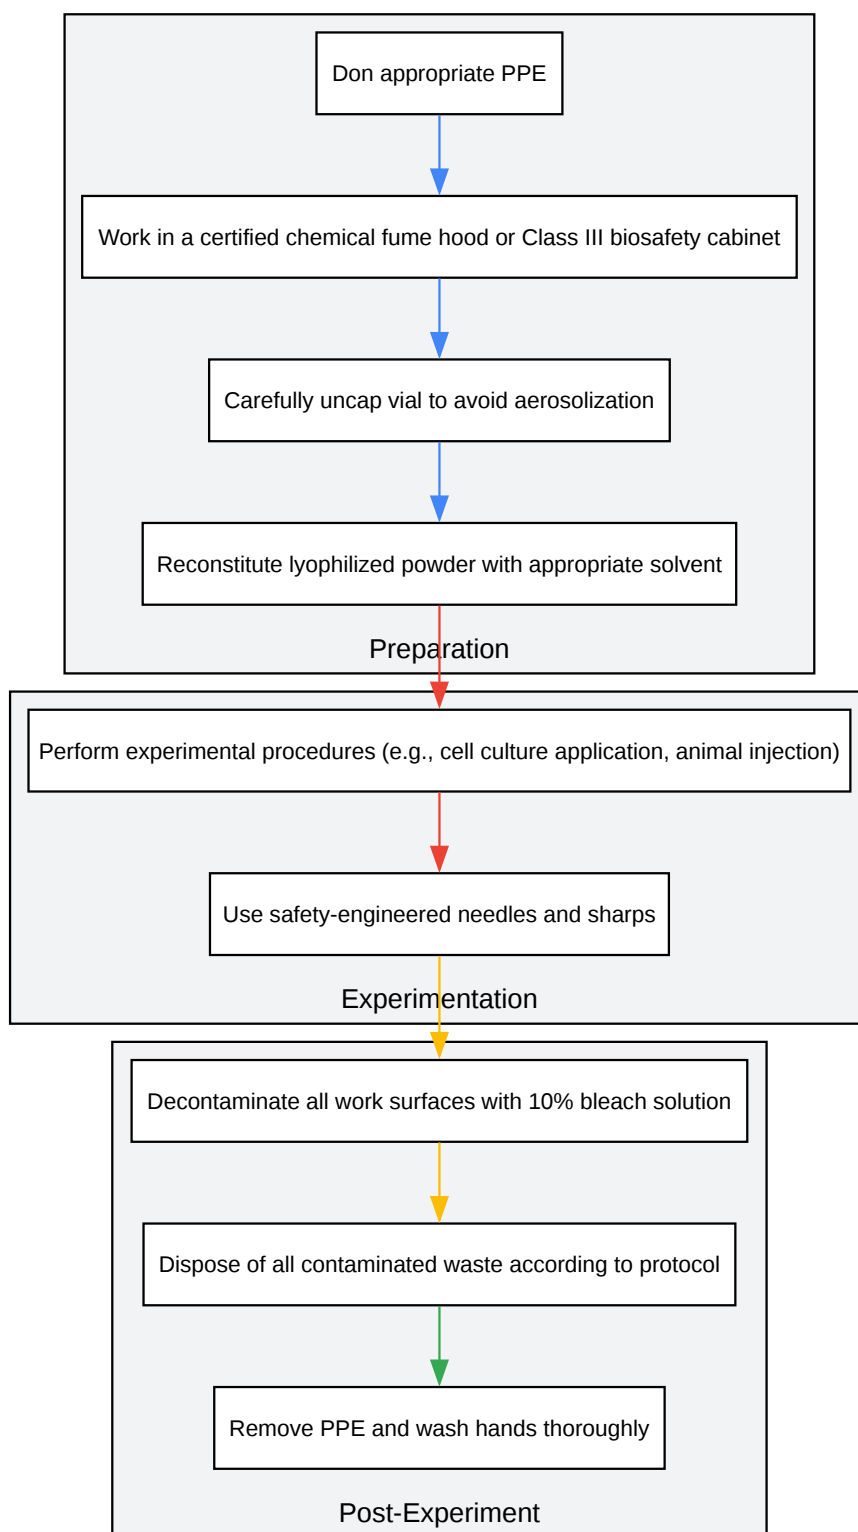 Don appropriate PPE
Work in a certified chemical fume hood or Class III biosafety cabinet
Carefully uncap vial to avoid aerosolization
Reconstitute lyophilized powder with appropriate solvent
Preparation
Perform experimental procedures (e.g., cell culture application, animal injection)
Use safety-engineered needles and sharps
Experimentation
Decontaminate all work surfaces with 10% bleach solution
Dispose of all contaminated waste according to protocol
Remove PPE and wash hands thoroughly
Post-Experiment